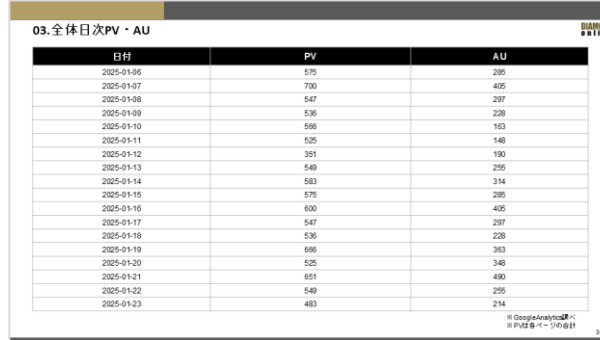 03.全体日次PV・AU
日付 PV AU
2025-01-06 575 285
2025-01-07 700 405
2025-01-08 547 297
2025-01-09 536 228
2025-01-10 566 163
2025-01-11 525 148
2025-01-12 351 190
2025-01-13 549 255
2025-01-14 583 314
2025-01-15 575 285
2025-01-16 600 405
2025-01-17 547 297
2025-01-18 536 228
2025-01-19 666 363
2025-01-20 525 348
2025-01-21 651 490
2025-01-22 549 255
2025-01-23 483 214
※GoogleAnalytics調べ
※PVは各ページの合計
3